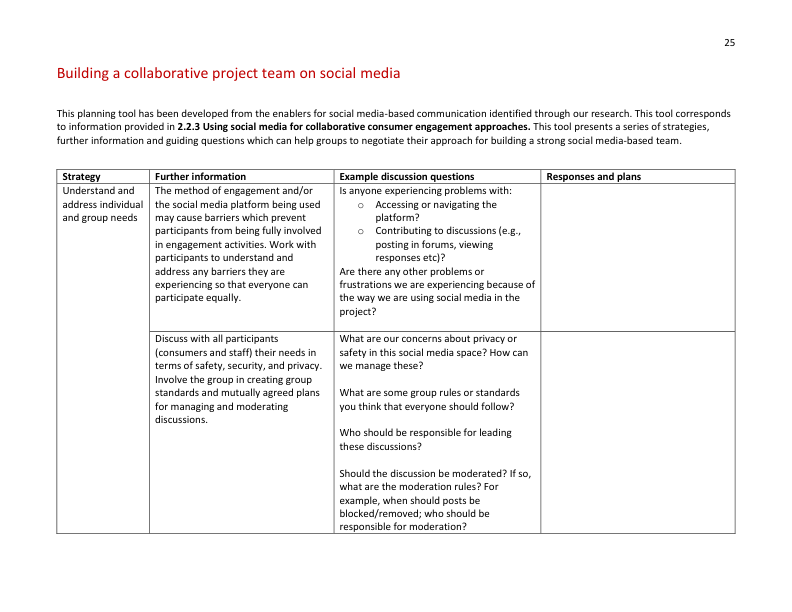 25
Building a collaborative project team on social media
This planning tool has been developed from the enablers for social media-based communication identified through our research. This tool corresponds
to information provided in 2.2.3 Using social media for collaborative consumer engagement approaches. This tool presents a series of strategies,
further information and guiding questions which can help groups to negotiate their approach for building a strong social media-based team.
Strategy
Further information
Example discussion questions
Responses and plans
Understand and
address individual
and group needs
The method of engagement and/or
the social media platform being used
may cause barriers which prevent
participants from being fully involved
in engagement activities. Work with
participants to understand and
address any barriers they are
experiencing so that everyone can
participate equally.
Is anyone experiencing problems with:
o Accessing or navigating the
platform?
o Contributing to discussions (e.g.,
posting in forums, viewing
responses etc)?
Are there any other problems or
frustrations we are experiencing because of
the way we are using social media in the
project?
Discuss with all participants
(consumers and staff) their needs in
terms of safety, security, and privacy.
Involve the group in creating group
standards and mutually agreed plans
for managing and moderating
discussions.
What are our concerns about privacy or
safety in this social media space? How can
we manage these?
What are some group rules or standards
you think that everyone should follow?
Who should be responsible for leading
these discussions?
Should the discussion be moderated? If so,
what are the moderation rules? For
example, when should posts be
blocked/removed; who should be
responsible for moderation?